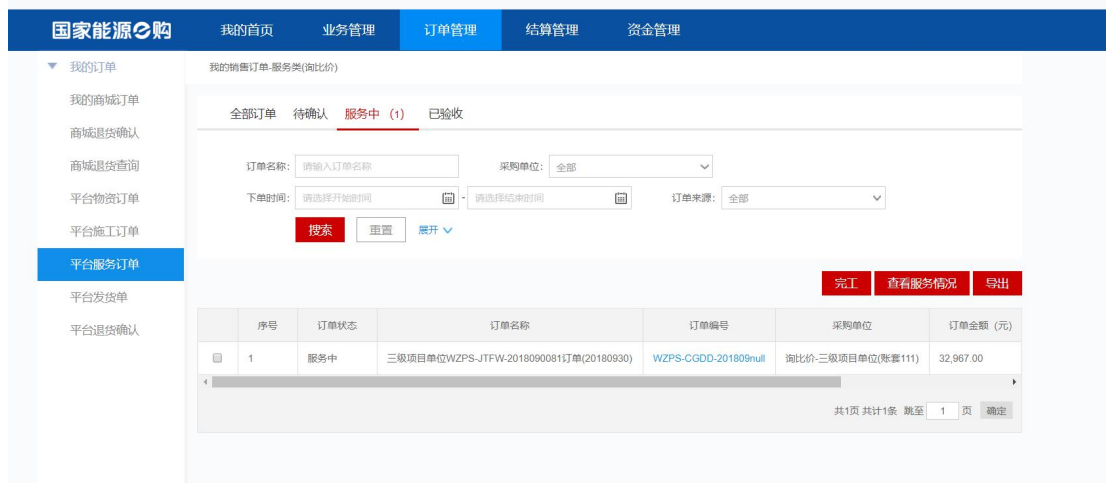 国家能源e购 我的首页 业务管理 订单管理 结算管理 资金管理
我的订单
我的商城订单
商城退货确认
商城退货查询
平台物资订单
平台施工订单
平台服务订单
平台发货单
平台退货确认
我的销售订单-服务类(询比价)
全部订单 待确认 服务中 (1) 已验收
订单名称: 请输入订单名称 采购单位: 全部
下单时间: 请选择开始时间 - 请选择结束时间 订单来源: 全部
搜索 重置 展开
完工 查看服务情况 导出
序号 订单状态 订单名称 订单编号 采购单位 订单金额 (元)
1 服务中 三级项目单位WZPS-JTFW-2018090081订单(20180930) WZPS-CGDD-201809null 询比价-三级项目单位(账套111) 32,967.00
共1页 共计1条 跳至 1 页 确定